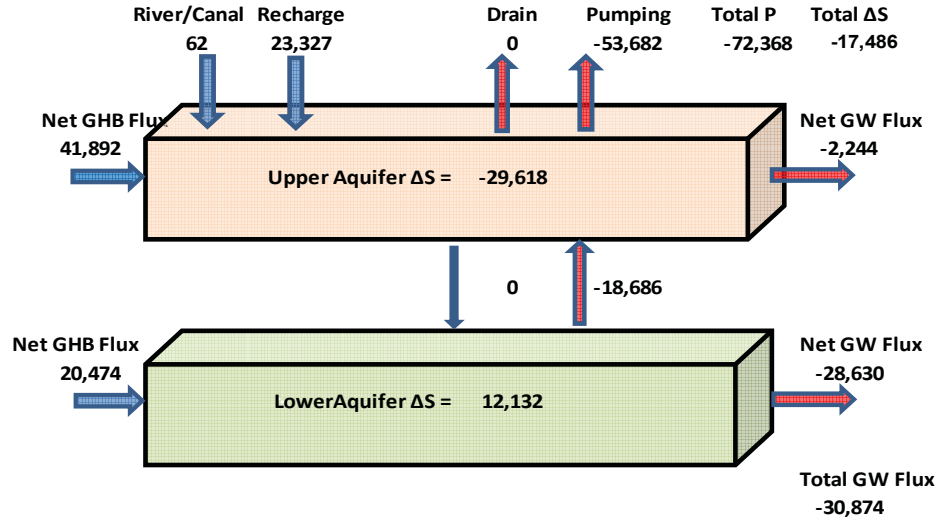 River/Canal Recharge Drain Pumping Total P Total ΔS
62 23,327 0 -53,682 -72,368 -17,486
Net GHB Flux Net GW Flux
41,892 -2,244
Upper Aquifer ΔS = -29,618
0 -18,686
Net GHB Flux Net GW Flux
20,474 -28,630
LowerAquifer ΔS = 12,132
Total GW Flux
-30,874